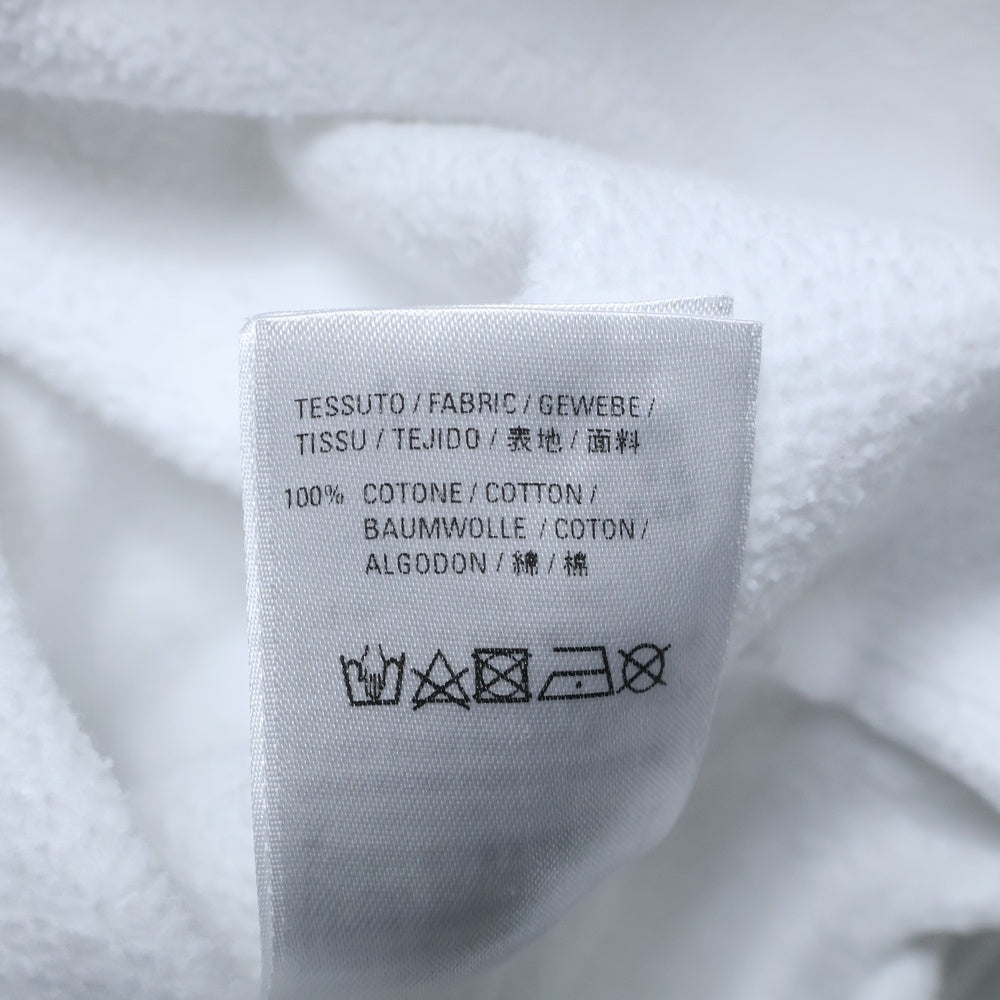 TESSUTO / FABRIC / GEWEBE /
TISSU / TEJIDO / 表地 / 面料
100% COTONE / COTTON /
BAUMWOLLE / COTON /
ALGODON / 綿 / 棉